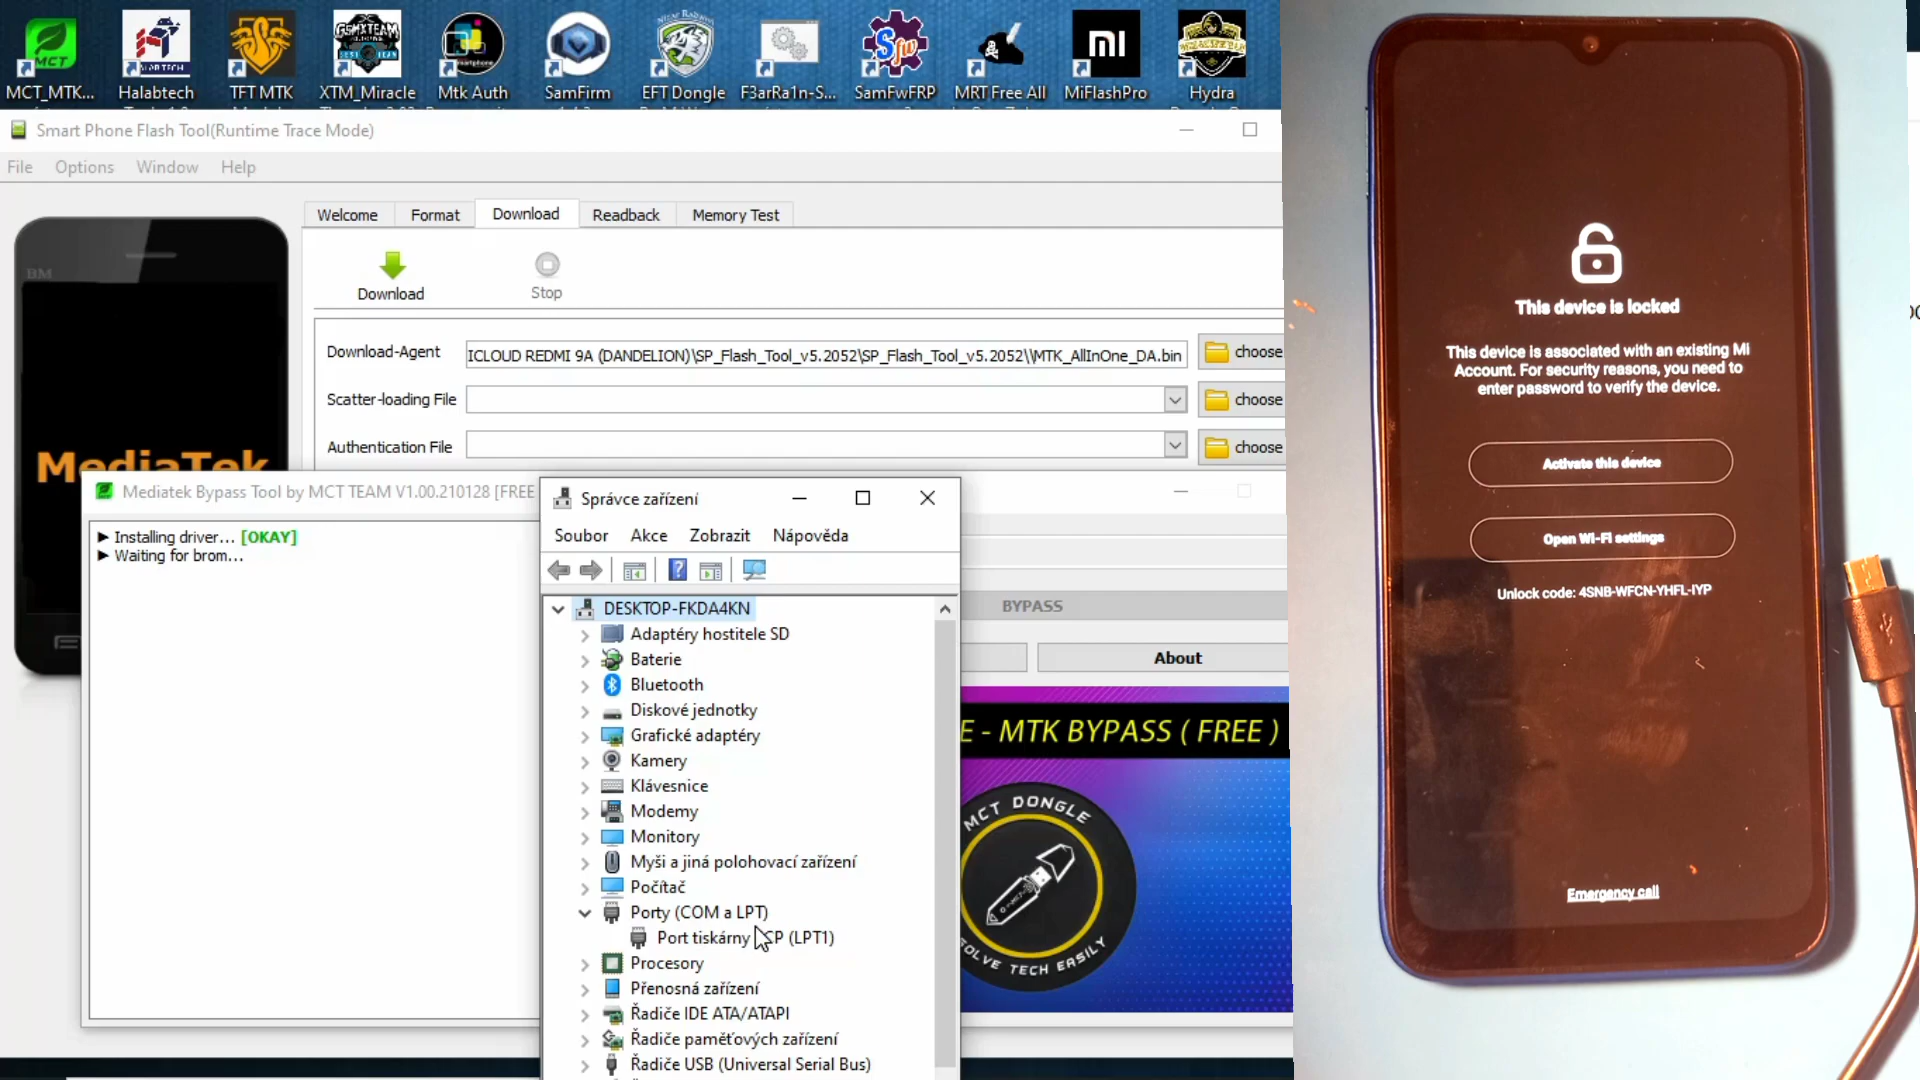 MCT
HALABTECH
GSMXTEAM
smartphone
MCT_MTK...
Halabtech
TFT MTK
XTM_Miracle
Mtk Auth
SamFirm
EFT Dongle
F3arRa1n-S...
SamFwFRP
MRT Free All
MiFlashPro
Hydra
Smart Phone Flash Tool(Runtime Trace Mode)
File Options Window Help
Welcome Format Download Readback Memory Test
Download
Stop
BM
Download-Agent
ICLOUD REDMI 9A (DANDELION)\SP_Flash_Tool_v5.2052\SP_Flash_Tool_v5.2052\\MTK_AllInOne_DA.bin
choose
Scatter-loading File
choose
Authentication File
choose
MediaTek
Mediatek Bypass Tool by MCT TEAM V1.00.210128 [FREE
Installing driver... [OKAY]
Waiting for brom...
Správce zařízení
Soubor Akce Zobrazit Nápověda
DESKTOP-FKDA4KN
Adaptéry hostitele SD
Baterie
Bluetooth
Diskové jednotky
Grafické adaptéry
Kamery
Klávesnice
Modemy
Monitory
Myši a jiná polohovací zařízení
Počítač
Porty (COM a LPT)
Port tiskárny CP (LPT1)
Procesory
Přenosná zařízení
Řadiče IDE ATA/ATAPI
Řadiče paměťových zařízení
Řadiče USB (Universal Serial Bus)
BYPASS
About
E - MTK BYPASS ( FREE )
MCT DONGLE
SOLVE TECH EASILY
This device is locked
This device is associated with an existing Mi
Account. For security reasons, you need to
enter password to verify the device.
Activate this device
Open Wi-Fi settings
Unlock code: 4SNB-WFCN-YHFL-IYP
Emergency call